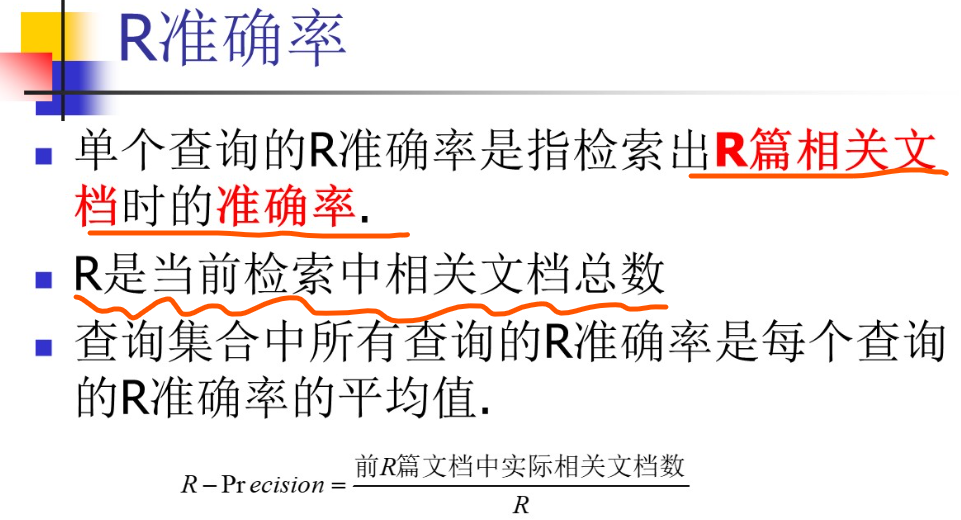 R准确率
单个查询的R准确率是指检索出R篇相关文
档时的准确率.
R是当前检索中相关文档总数
查询集合中所有查询的R准确率是每个查询
的R准确率的平均值.
R－Precision = 前R篇文档中实际相关文档数
R